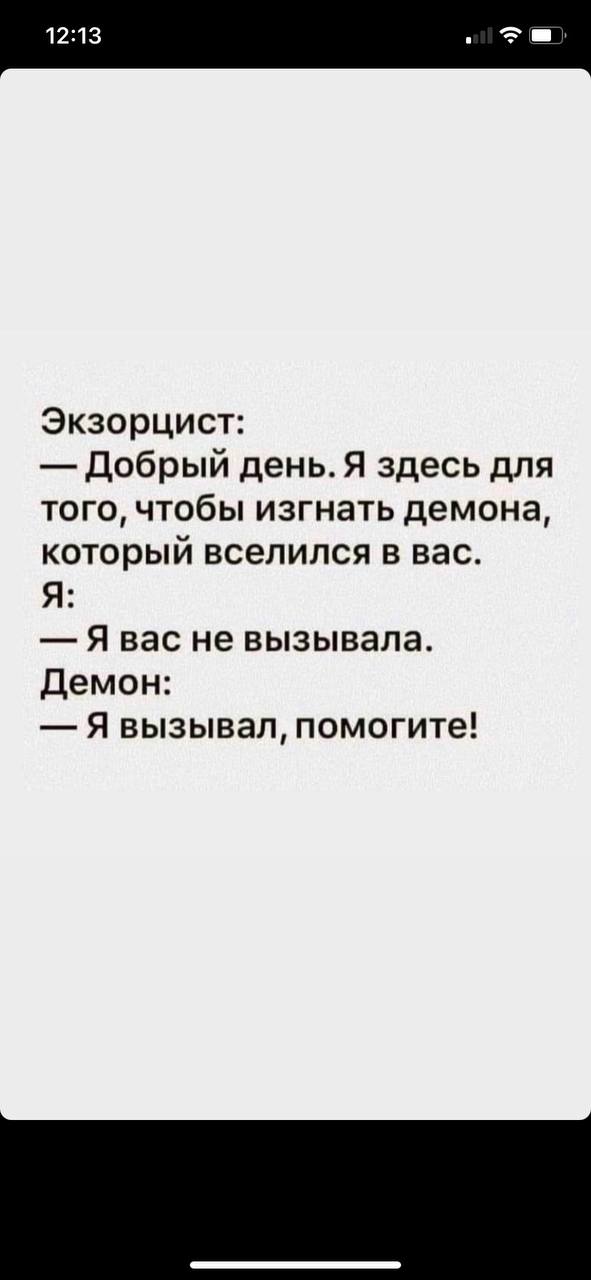 12:13
Экзорцист:
— Добрый день. Я здесь для
того, чтобы изгнать демона,
который вселился в вас.
Я:
— Я вас не вызывала.
Демон:
— Я вызывал, помогите!